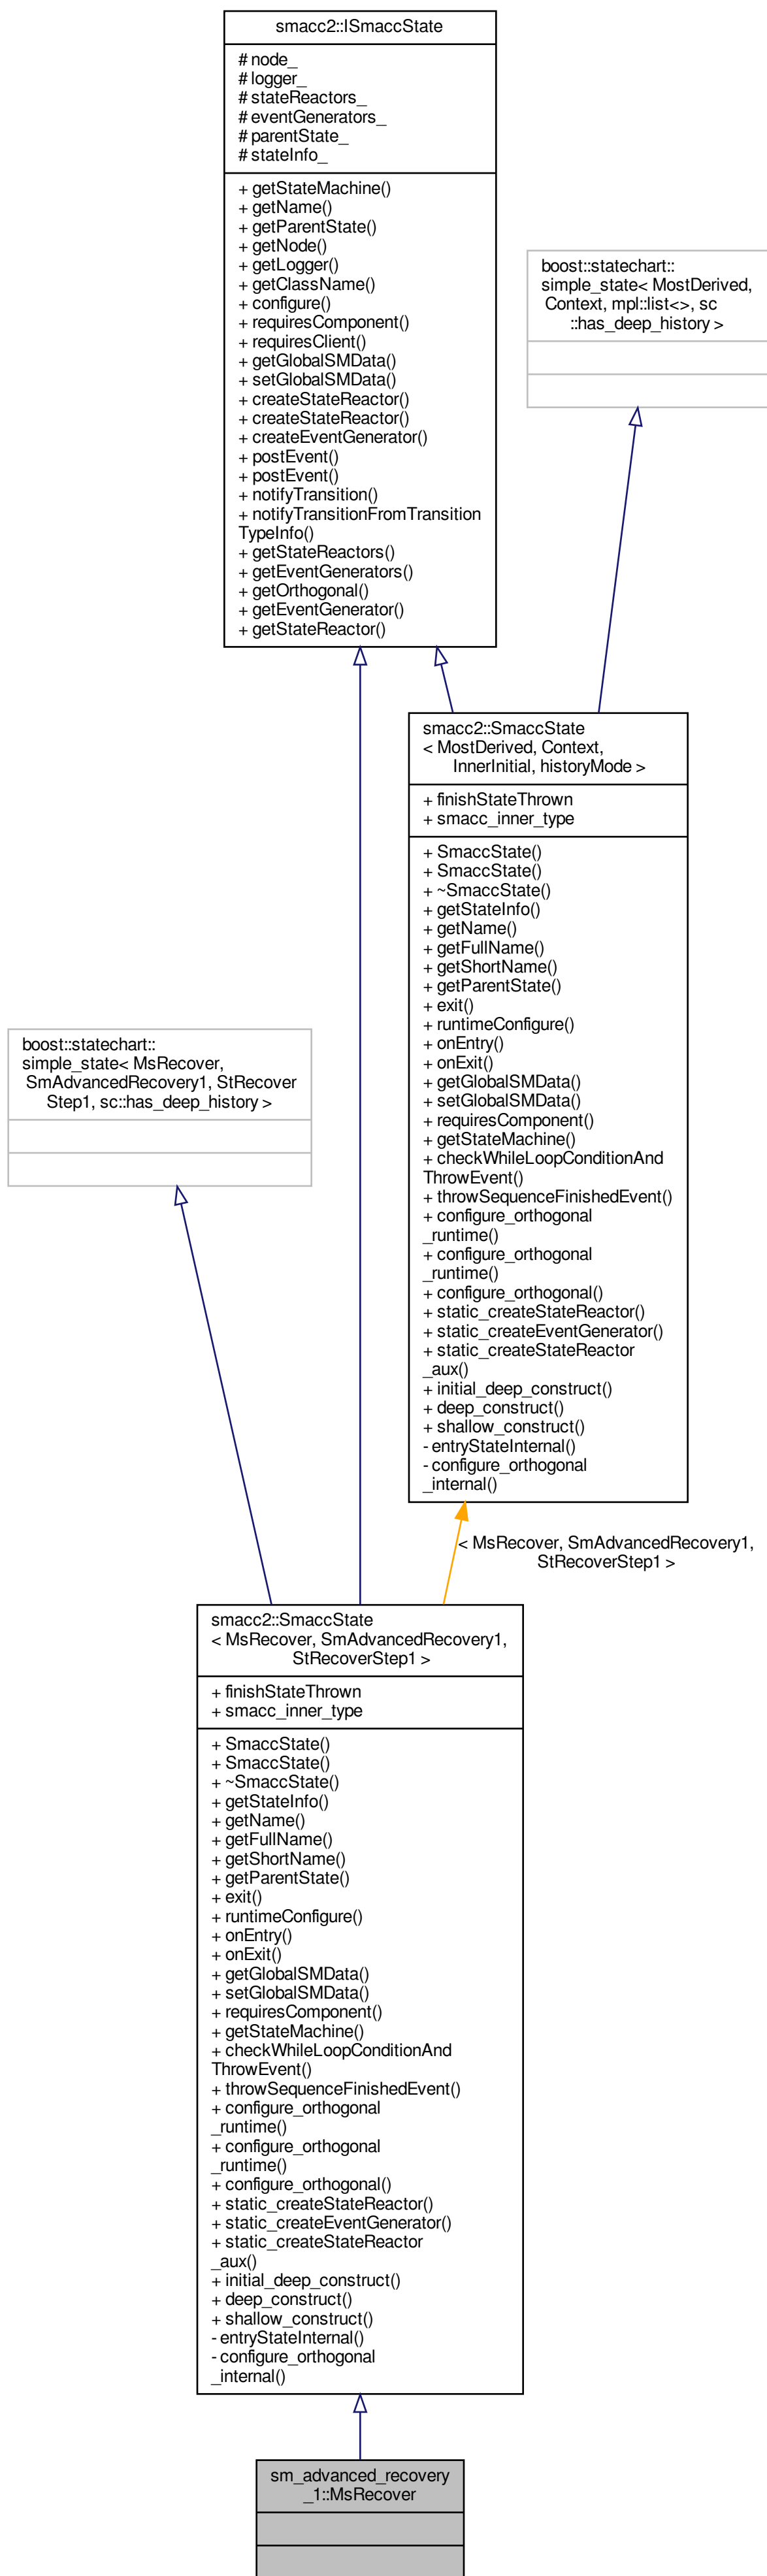 smacc2::ISmaccState
# node_
# logger_
# stateReactors_
# eventGenerators_
# parentState_
# stateInfo_
+ getStateMachine()
+ getName()
+ getParentState()
+ getNode()
+ getLogger()
+ getClassName()
+ configure()
+ requiresComponent()
+ requiresClient()
+ getGlobalSMData()
+ setGlobalSMData()
+ createStateReactor()
+ createStateReactor()
+ createEventGenerator()
+ postEvent()
+ postEvent()
+ notifyTransition()
+ notifyTransitionFromTransition
TypeInfo()
+ getStateReactors()
+ getEventGenerators()
+ getOrthogonal()
+ getEventGenerator()
+ getStateReactor()
boost::statechart::
simple_state< MostDerived,
Context, mpl::list<>, sc
::has_deep_history >
smacc2::SmaccState
< MostDerived, Context,
InnerInitial, historyMode >
+ finishStateThrown
+ smacc_inner_type
+ SmaccState()
+ SmaccState()
+ ~SmaccState()
+ getStateInfo()
+ getName()
+ getFullName()
+ getShortName()
+ getParentState()
+ exit()
+ runtimeConfigure()
+ onEntry()
+ onExit()
+ getGlobalSMData()
+ setGlobalSMData()
+ requiresComponent()
+ getStateMachine()
+ checkWhileLoopConditionAnd
ThrowEvent()
+ throwSequenceFinishedEvent()
+ configure_orthogonal
_runtime()
+ configure_orthogonal
_runtime()
+ configure_orthogonal()
+ static_createStateReactor()
+ static_createEventGenerator()
+ static_createStateReactor
_aux()
+ initial_deep_construct()
+ deep_construct()
+ shallow_construct()
- entryStateInternal()
- configure_orthogonal
_internal()
boost::statechart::
simple_state< MsRecover,
SmAdvancedRecovery1, StRecover
Step1, sc::has_deep_history >
< MsRecover, SmAdvancedRecovery1,
StRecoverStep1 >
smacc2::SmaccState
< MsRecover, SmAdvancedRecovery1,
StRecoverStep1 >
+ finishStateThrown
+ smacc_inner_type
+ SmaccState()
+ SmaccState()
+ ~SmaccState()
+ getStateInfo()
+ getName()
+ getFullName()
+ getShortName()
+ getParentState()
+ exit()
+ runtimeConfigure()
+ onEntry()
+ onExit()
+ getGlobalSMData()
+ setGlobalSMData()
+ requiresComponent()
+ getStateMachine()
+ checkWhileLoopConditionAnd
ThrowEvent()
+ throwSequenceFinishedEvent()
+ configure_orthogonal
_runtime()
+ configure_orthogonal
_runtime()
+ configure_orthogonal()
+ static_createStateReactor()
+ static_createEventGenerator()
+ static_createStateReactor
_aux()
+ initial_deep_construct()
+ deep_construct()
+ shallow_construct()
- entryStateInternal()
- configure_orthogonal
_internal()
sm_advanced_recovery
_1::MsRecover